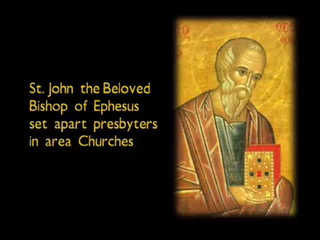 St. John the Beloved
Bishop of Ephesus
set apart presbyters
in area Churches